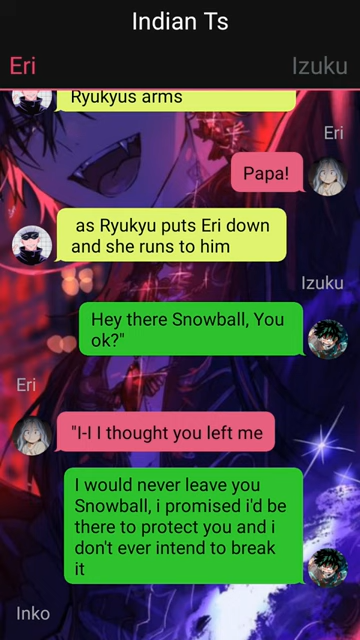 Indian Ts
Eri
Izuku
Ryukyus arms
Eri
Papa!
as Ryukyu puts Eri down
and she runs to him
Izuku
Hey there Snowball, You
ok?"
Eri
"I-I I thought you left me
I would never leave you
Snowball, i promised i'd be
there to protect you and i
don't ever intend to break
it
Inko